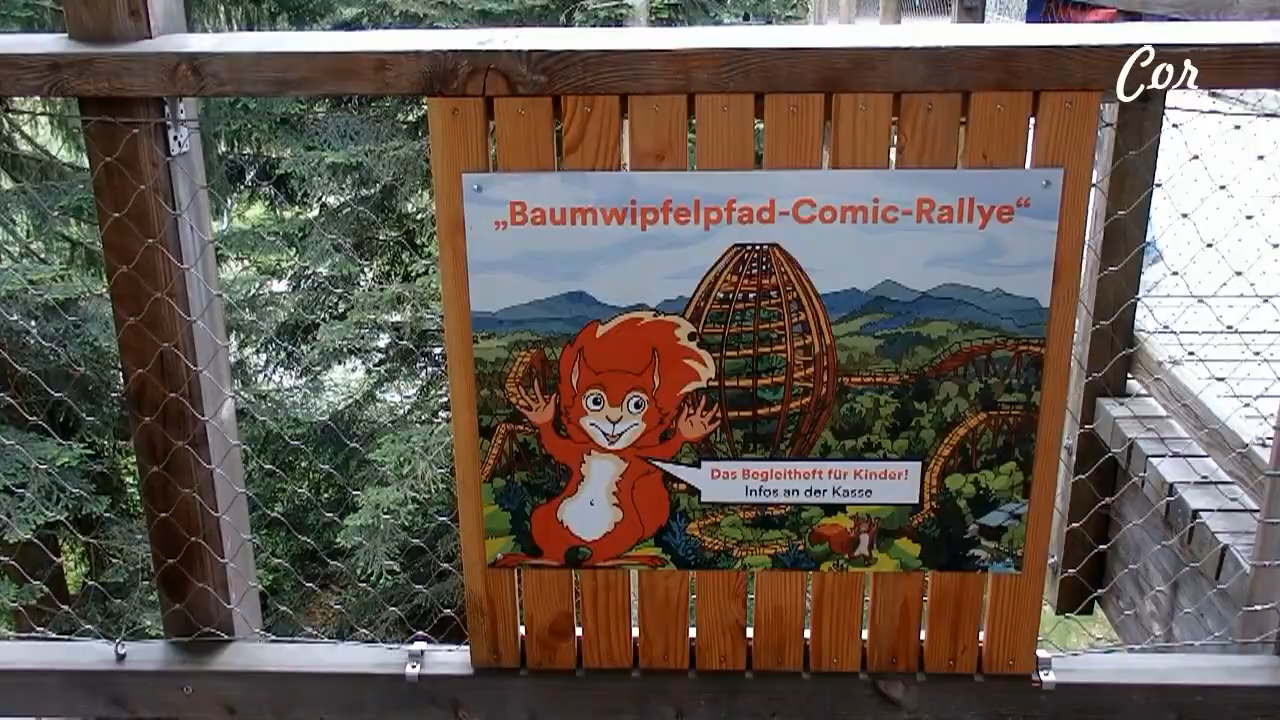 Cor
„Baumwipfelpfad-Comic-Rallye“
Das Begleitheft für Kinder!
Infos an der Kasse